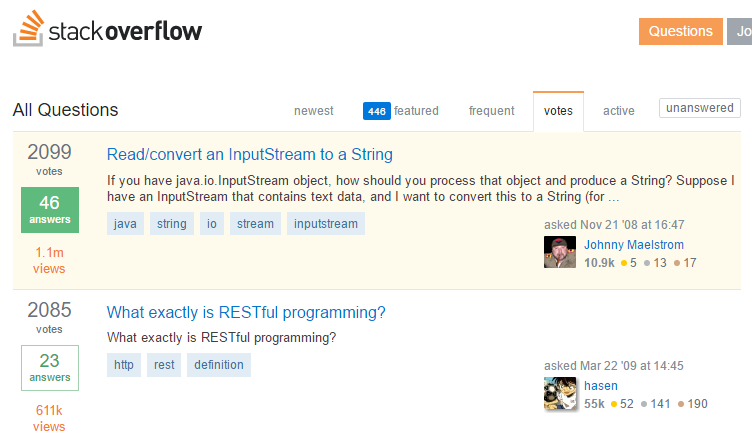 stackoverflow
Questions
Jo
All Questions
newest
446 featured
frequent
votes
active
unanswered
2099
votes
46
answers
1.1m
views
Read/convert an InputStream to a String
If you have java.io.InputStream object, how should you process that object and produce a String? Suppose I
have an InputStream that contains text data, and I want to convert this to a String (for ...
java string io stream inputstream
asked Nov 21 '08 at 16:47
Johnny Maelstrom
10.9k ●5 ●13 ●17
2085
votes
23
answers
611k
views
What exactly is RESTful programming?
What exactly is RESTful programming?
http rest definition
asked Mar 22 '09 at 14:45
hasen
55k ●52 ●141 ●190